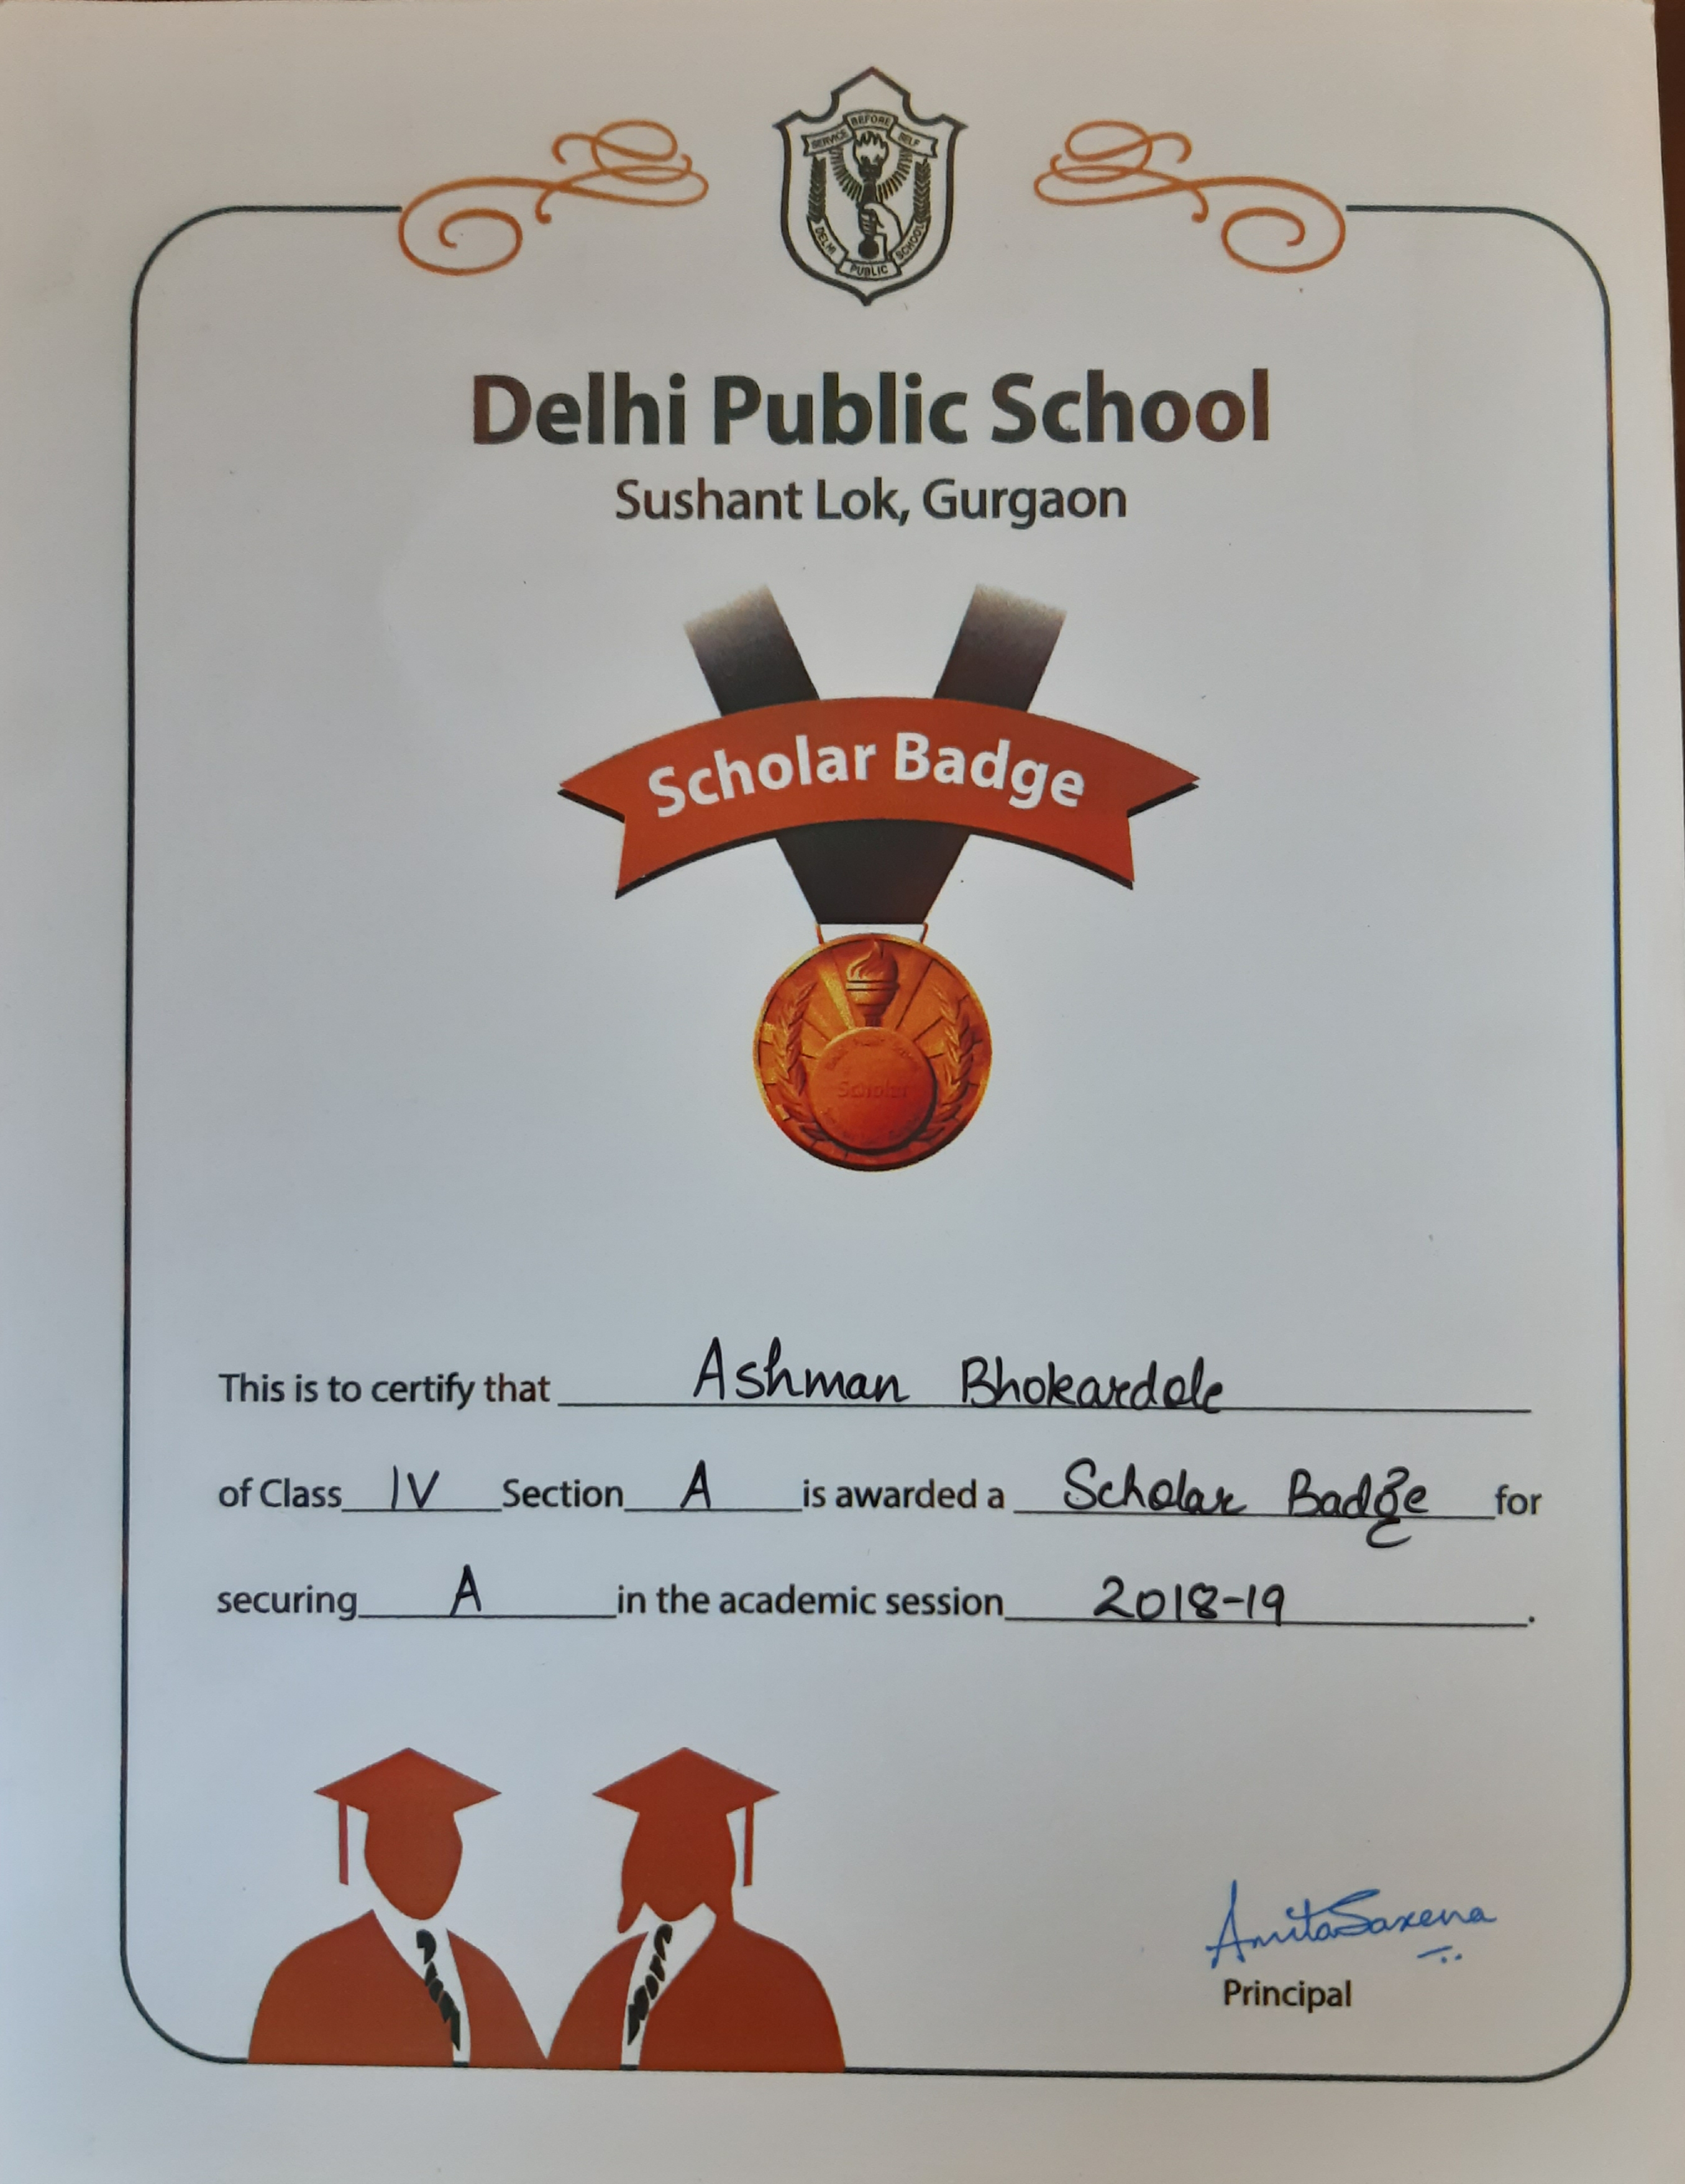 SERVICE BEFORE SELF
DELHI PUBLIC SCHOOL
Delhi Public School
Sushant Lok, Gurgaon
Scholar Badge
Scholar
This is to certify that Ashman Bhokardole
of Class IV Section A is awarded a Scholar Badge for
securing A in the academic session 2018-19.
AmitaSaxena
Principal